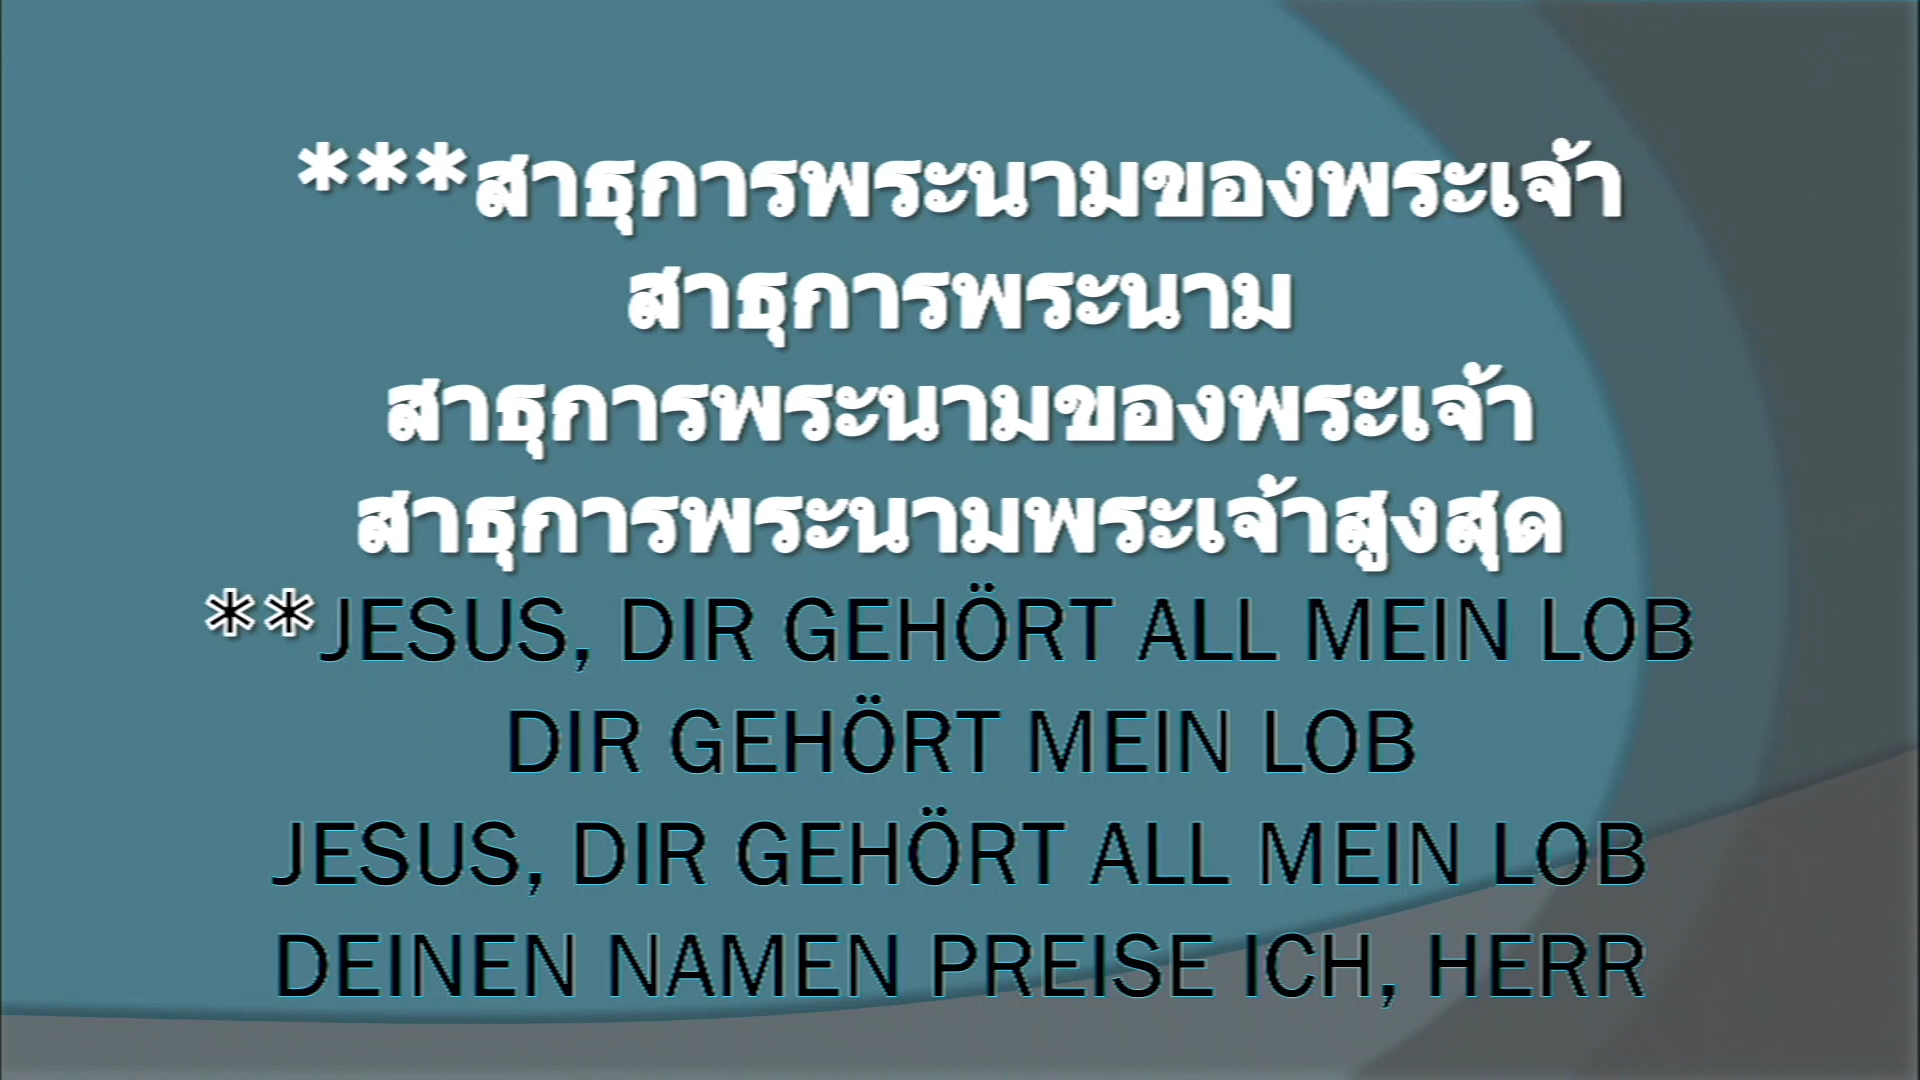 ***สาธุการพระนามของพระเจ้า
สาธุการพระนาม
สาธุการพระนามของพระเจ้า
สาธุการพระนามพระเจ้าสูงสุด
**JESUS, DIR GEHÖRT ALL MEIN LOB
DIR GEHÖRT MEIN LOB
JESUS, DIR GEHÖRT ALL MEIN LOB
DEINEN NAMEN PREISE ICH, HERR